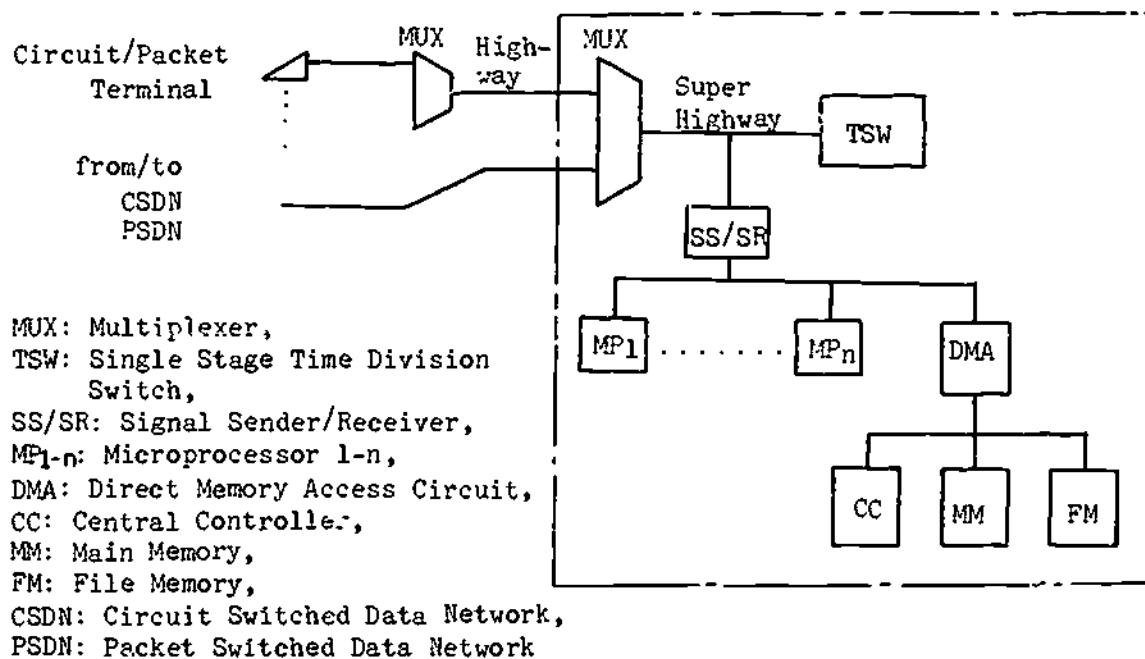 Circuit/Packet
Terminal
MUX
High-
way
MUX
Super
Highway
TSW
from/to
CSDN
PSDN
SS/SR
MP1 ....... MPn
DMA
CC
MM
FM
MUX: Multiplexer,
TSW: Single Stage Time Division
Switch,
SS/SR: Signal Sender/Receiver,
MP1-n: Microprocessor 1-n,
DMA: Direct Memory Access Circuit,
CC: Central Controller,
MM: Main Memory,
FM: File Memory,
CSDN: Circuit Switched Data Network,
PSDN: Packet Switched Data Network